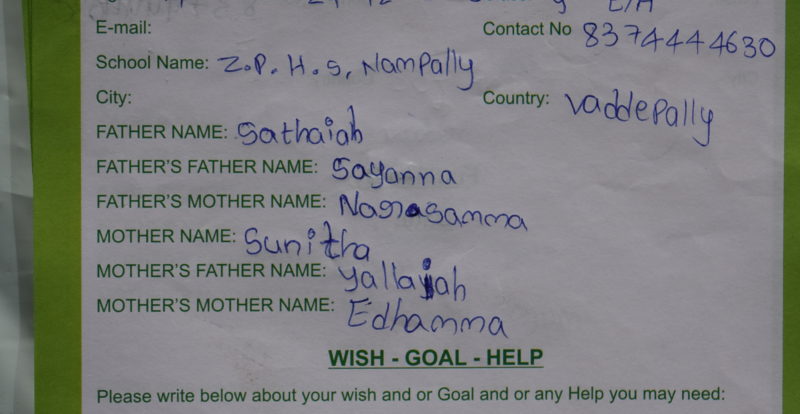 E-mail: Contact No 8374444630
School Name: Z.P.H.S, Nampally
City: Country: Vaddepally
FATHER NAME: Sathaiah
FATHER'S FATHER NAME: Sayanna
FATHER'S MOTHER NAME: Narasamma
MOTHER NAME: Sunitha
MOTHER'S FATHER NAME: yallaiah
MOTHER'S MOTHER NAME: Edhamma
WISH - GOAL - HELP
Please write below about your wish and or Goal and or any Help you may need: